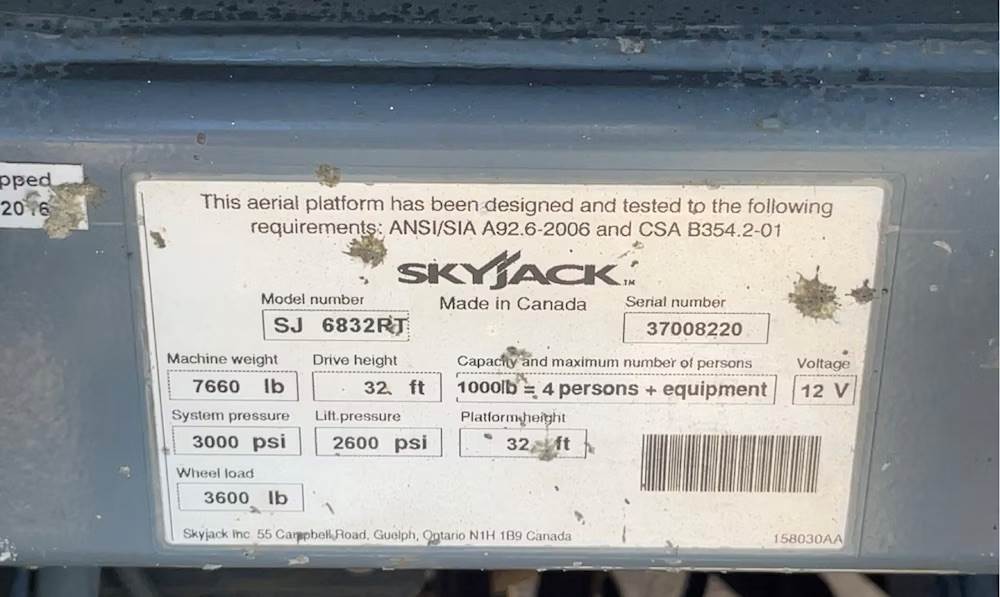 pped
2016
This aerial platform has been designed and tested to the following
requirements: ANSI/SIA A92.6-2006 and CSA B354.2-01
SKYJACK™
Model number
Made in Canada
Serial number
SJ 6832RT
37008220
Machine weight
Drive height
Capacity and maximum number of persons
Voltage
7660 lb
32 ft
1000lb = 4 persons + equipment
12 V
System pressure
Lift pressure
Platform height
3000 psi
2600 psi
32 ft
Wheel load
3600 lb
Skyjack Inc 55 Campbell Road, Guelph, Ontario N1H 1B9 Canada
158030AA